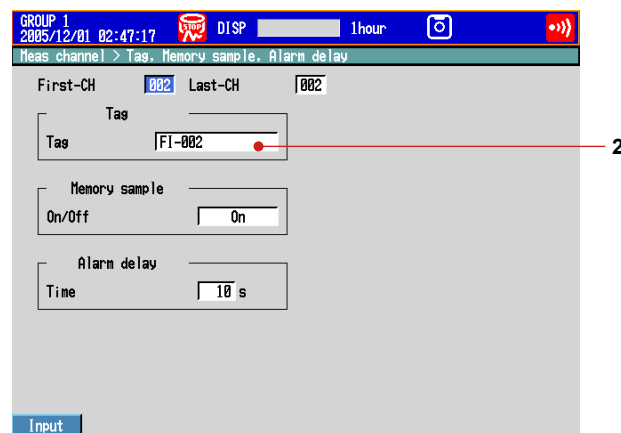 GROUP 1
2005/12/01 02:47:17 STOP DISP 1hour
Meas channel > Tag, Memory sample, Alarm delay
First-CH 002 Last-CH 002
Tag
Tag FI-002
2
Memory sample
On/Off On
Alarm delay
Time 10 s
Input